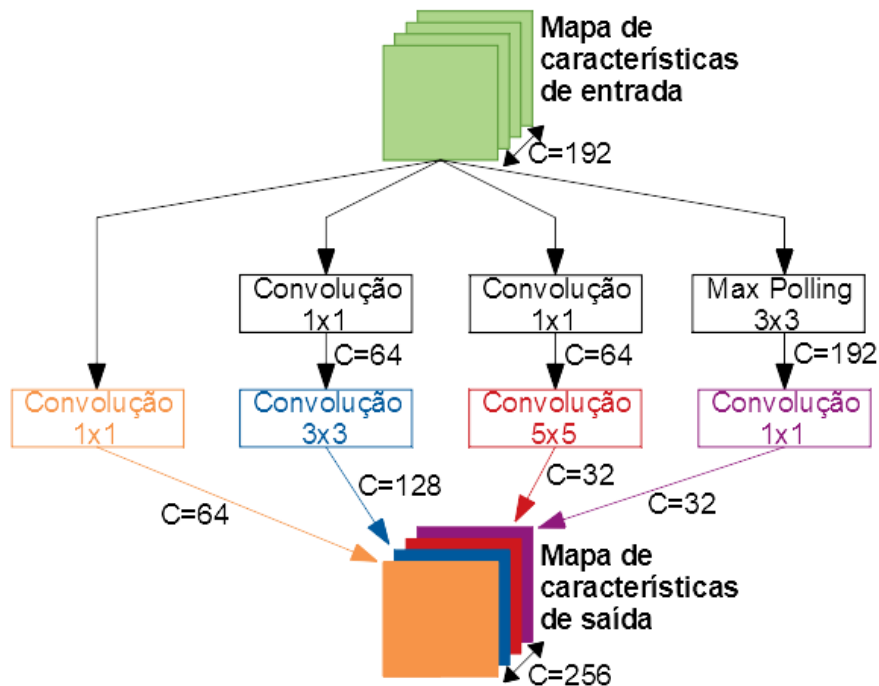 Mapa de
características
de entrada
C=192
Convolução
1x1
Convolução
1x1
Max Polling
3x3
C=64
C=64
C=192
Convolução
1x1
Convolução
3x3
Convolução
5x5
Convolução
1x1
C=64
C=128
C=32
C=32
Mapa de
características
de saída
C=256